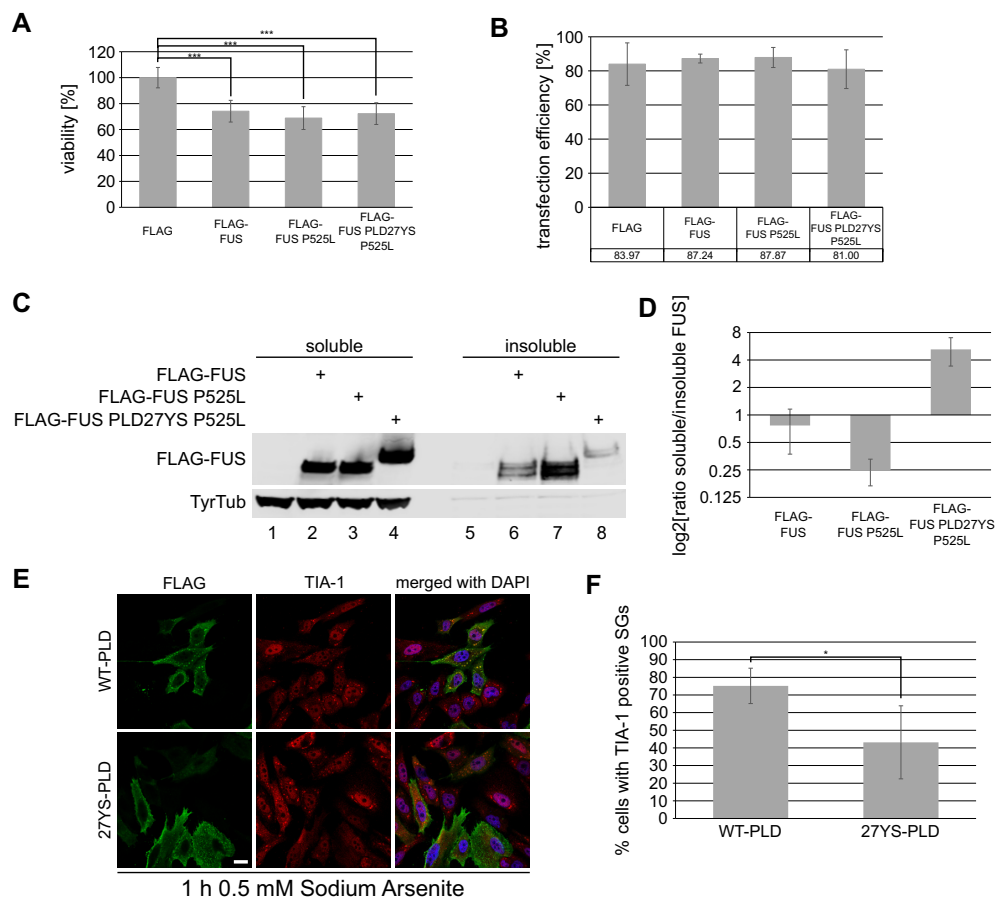 A
viability [%]
120
100
80
60
40
20
0
***
***
***
FLAG
FLAG-
FUS
FLAG-
FUS P525L
FLAG-
FUS PLD27YS
P525L
B
transfection efficiency [%]
100
80
60
40
20
0
FLAG
FLAG-
FUS
FLAG-
FUS P525L
FLAG-
FUS PLD27YS
P525L
83.97
87.24
87.87
81.00
C
soluble
insoluble
FLAG-FUS
+
+
FLAG-FUS P525L
+
+
FLAG-FUS PLD27YS P525L
+
+
FLAG-FUS
TyrTub
1 2 3 4 5 6 7 8
D
log2[ratio soluble/insoluble FUS]
8
4
2
1
0.5
0.25
0.125
FLAG-
FUS
FLAG-
FUS P525L
FLAG-
FUS PLD27YS
P525L
E
FLAG
TIA-1
merged with DAPI
WT-PLD
27YS-PLD
1 h 0.5 mM Sodium Arsenite
F
% cells with TIA-1 positive SGs
100
90
80
70
60
50
40
30
20
10
0
*
WT-PLD
27YS-PLD